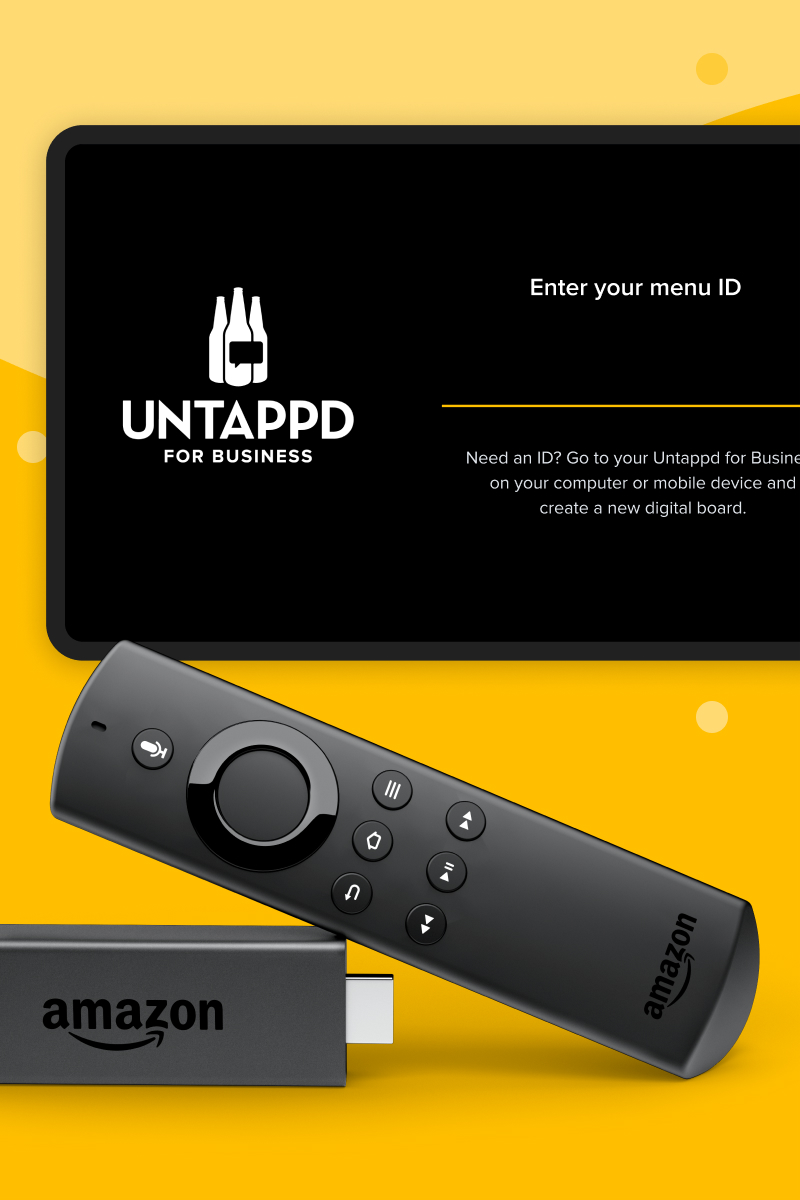 Enter your menu ID
UNTAPPD
FOR BUSINESS
Need an ID? Go to your Untappd for Busine
on your computer or mobile device and
create a new digital board.
amazon
amazon